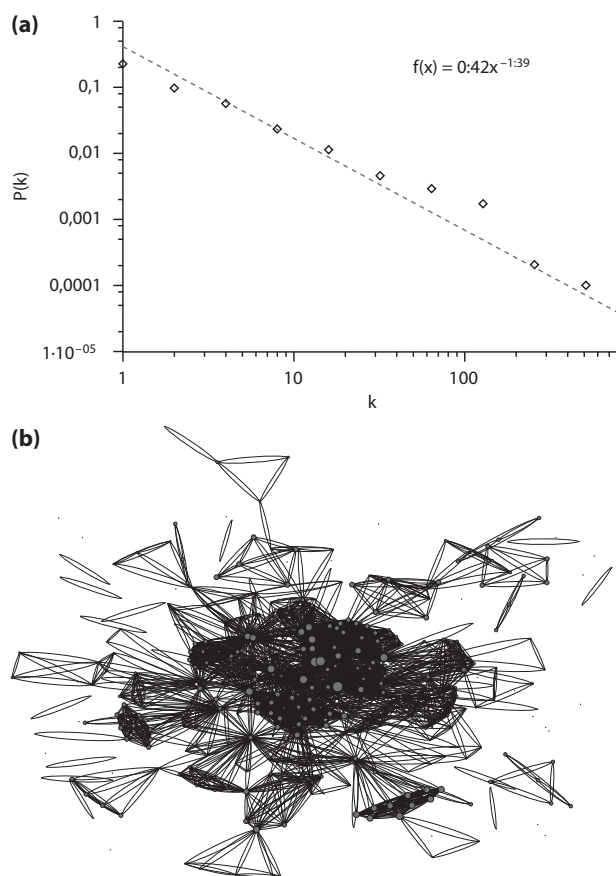 (a)
1
0,1
0,01
0,001
0,0001
1·10⁻⁰⁵
P(k)
f(x) = 0:42x⁻¹:³⁹
1
10
100
k
(b)